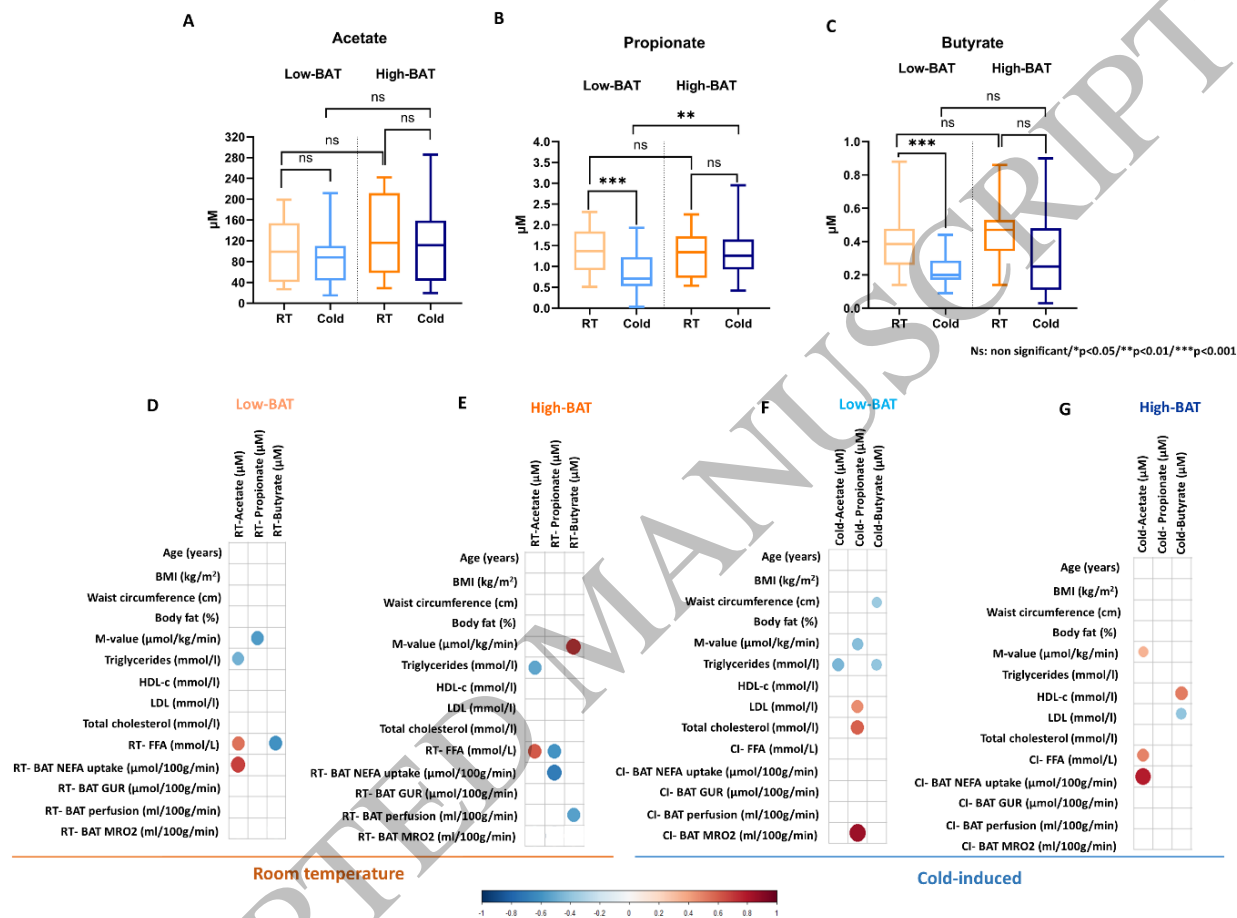 A
B
C
Acetate
Propionate
Butyrate
Low-BAT
High-BAT
Low-BAT
High-BAT
Low-BAT
High-BAT
ns
ns
ns
ns
**
ns
***
ns
ns
ns
***
ns
320
280
240
200
160
120
80
40
0
µM
RT
Cold
RT
Cold
4.0
3.5
3.0
2.5
2.0
1.5
1.0
0.5
0.0
µM
RT
Cold
RT
Cold
1.0
0.8
0.6
0.4
0.2
0.0
µM
RT
Cold
RT
Cold
Ns: non significant/*p<0.05/**p<0.01/***p<0.001
D
Low-BAT
RT-Acetate (µM)
RT- Propionate (µM)
RT-Butyrate (µM)
Age (years)
BMI (kg/m²)
Waist circumference (cm)
Body fat (%)
M-value (µmol/kg/min)
Triglycerides (mmol/l)
HDL-c (mmol/l)
LDL (mmol/l)
Total cholesterol (mmol/l)
RT- FFA (mmol/L)
RT- BAT NEFA uptake (µmol/100g/min)
RT- BAT GUR (µmol/100g/min)
RT- BAT perfusion (ml/100g/min)
RT- BAT MRO2 (ml/100g/min)
E
High-BAT
RT-Acetate (µM)
RT- Propionate (µM)
RT-Butyrate (µM)
Age (years)
BMI (kg/m²)
Waist circumference (cm)
Body fat (%)
M-value (µmol/kg/min)
Triglycerides (mmol/l)
HDL-c (mmol/l)
LDL (mmol/l)
Total cholesterol (mmol/l)
RT- FFA (mmol/L)
RT- BAT NEFA uptake (µmol/100g/min)
RT- BAT GUR (µmol/100g/min)
RT- BAT perfusion (ml/100g/min)
RT- BAT MRO2 (ml/100g/min)
F
Low-BAT
Cold-Acetate (µM)
Cold- Propionate (µM)
Cold-Butyrate (µM)
Age (years)
BMI (kg/m²)
Waist circumference (cm)
Body fat (%)
M-value (µmol/kg/min)
Triglycerides (mmol/l)
HDL-c (mmol/l)
LDL (mmol/l)
Total cholesterol (mmol/l)
CI- FFA (mmol/L)
CI- BAT NEFA uptake (µmol/100g/min)
CI- BAT GUR (µmol/100g/min)
CI- BAT perfusion (ml/100g/min)
CI- BAT MRO2 (ml/100g/min)
G
High-BAT
Cold-Acetate (µM)
Cold- Propionate (µM)
Cold-Butyrate (µM)
Age (years)
BMI (kg/m²)
Waist circumference (cm)
Body fat (%)
M-value (µmol/kg/min)
Triglycerides (mmol/l)
HDL-c (mmol/l)
LDL (mmol/l)
Total cholesterol (mmol/l)
CI- FFA (mmol/L)
CI- BAT NEFA uptake (µmol/100g/min)
CI- BAT GUR (µmol/100g/min)
CI- BAT perfusion (ml/100g/min)
CI- BAT MRO2 (ml/100g/min)
Room temperature
Cold-induced
-1 -0.8 -0.6 -0.4 -0.2 0 0.2 0.4 0.6 0.8 1
PTED MANUSCRIPT